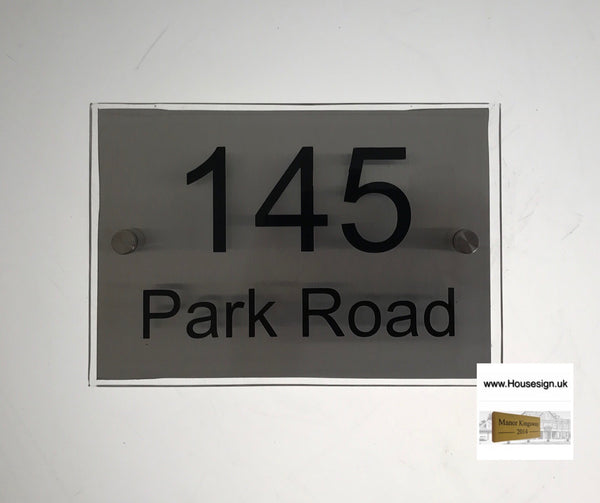 145
Park Road
www.Housesign.uk
Manor Kingsway
2014